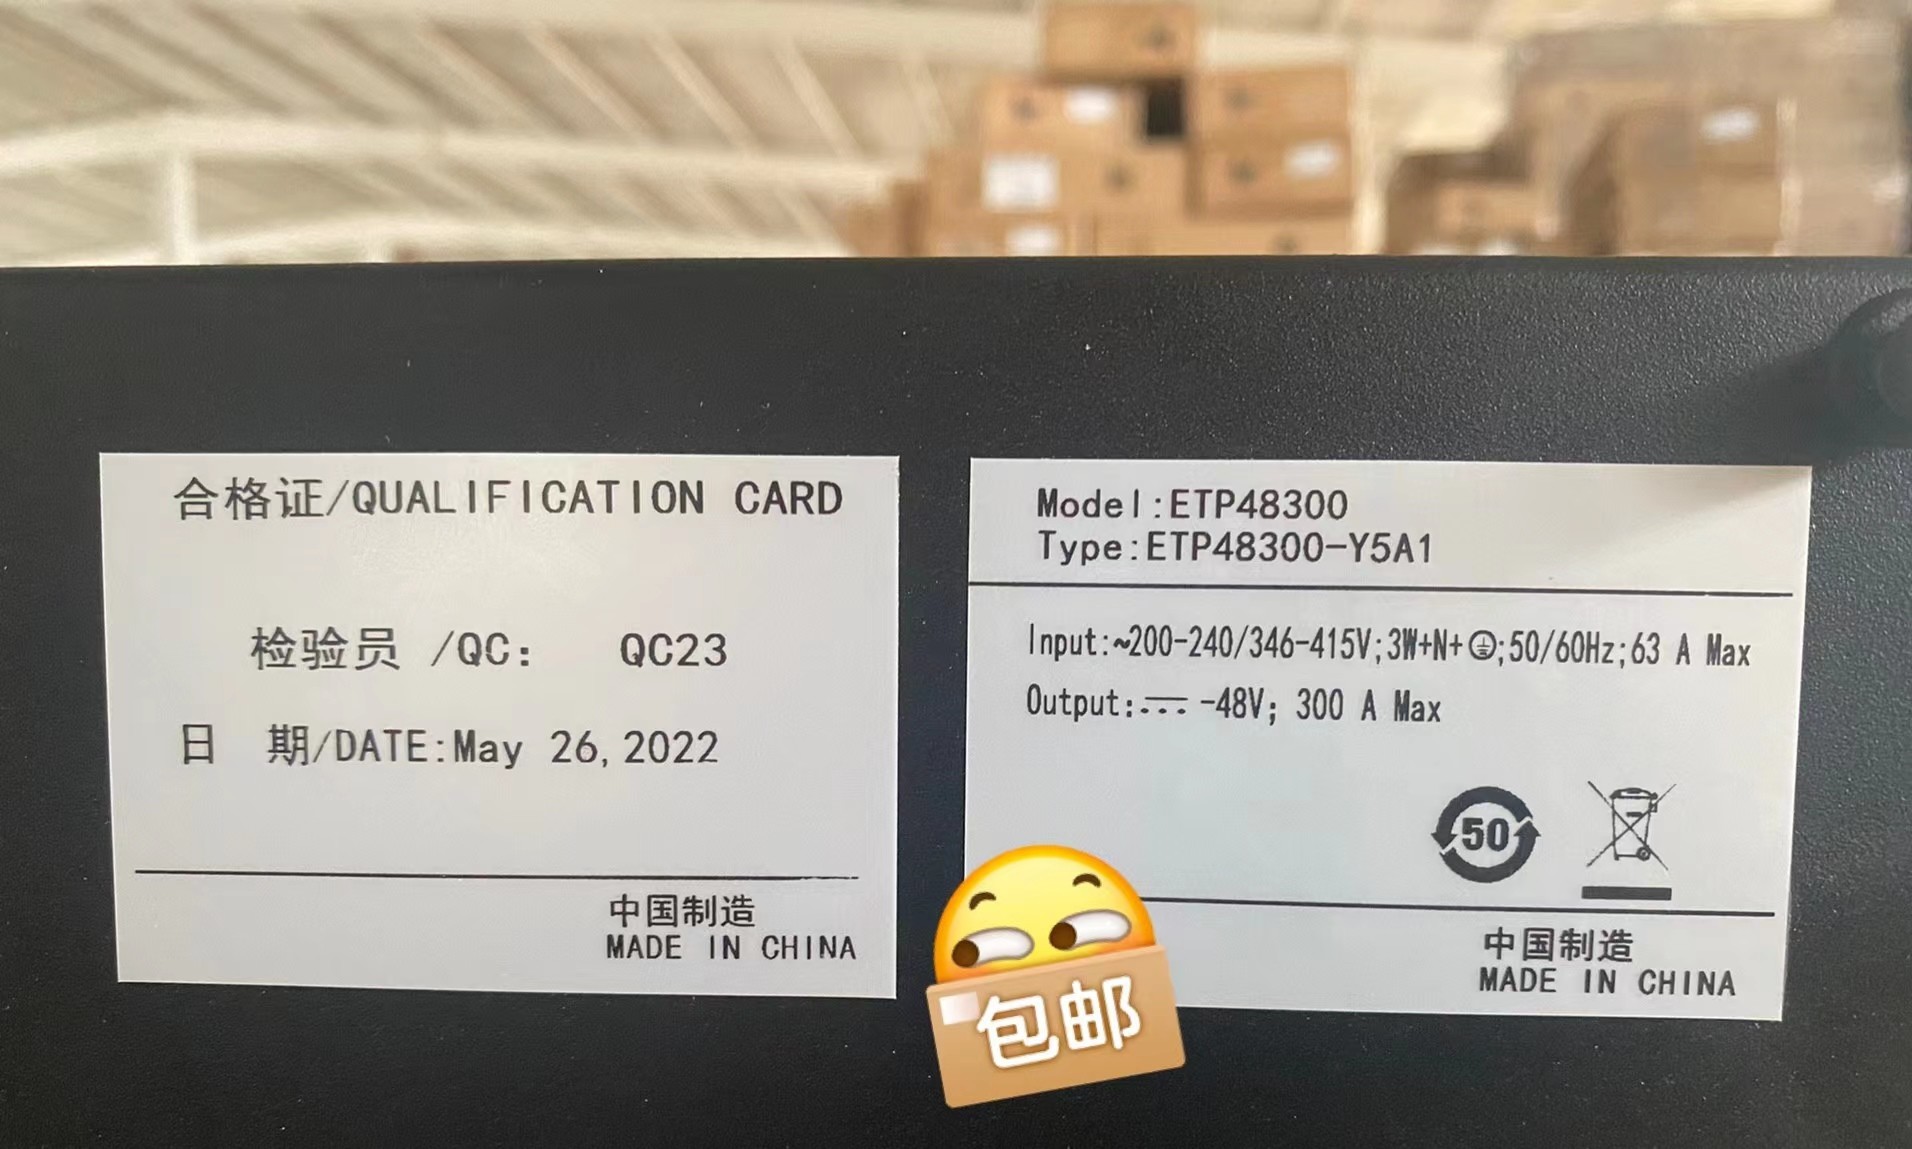 合格证/QUALIFICATION CARD
检验员 /QC: QC23
日 期/DATE:May 26,2022
中国制造
MADE IN CHINA
Model:ETP48300
Type:ETP48300-Y5A1
Input:~200-240/346-415V;3W+N+⏚;50/60Hz;63 A Max
Output:⎓ -48V; 300 A Max
50
中国制造
MADE IN CHINA
包邮